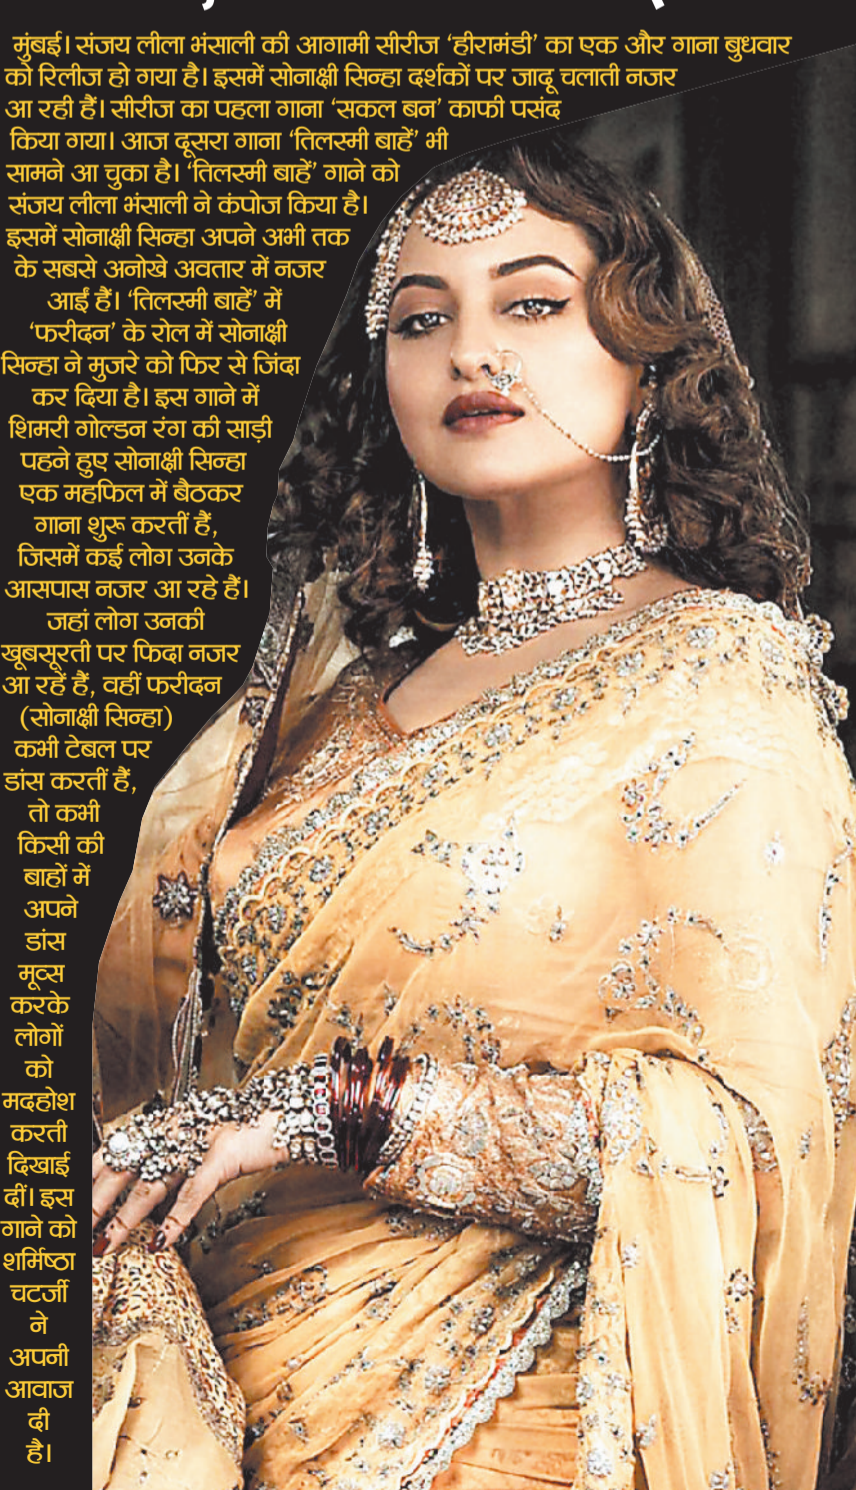 मुंबई। संजय लीला भंसाली की आगामी सीरीज ‘हीरामंडी’ का एक और गाना बुधवार
को रिलीज हो गया है। इसमें सोनाक्षी सिन्हा दर्शकों पर जादू चलाती नजर
आ रही हैं। सीरीज का पहला गाना ‘सकल बन’ काफी पसंद
किया गया। आज दूसरा गाना ‘तिलस्मी बाहें’ भी
सामने आ चुका है। ‘तिलस्मी बाहें’ गाने को
संजय लीला भंसाली ने कंपोज किया है।
इसमें सोनाक्षी सिन्हा अपने अभी तक
के सबसे अनोखे अवतार में नजर
आईं हैं। ‘तिलस्मी बाहें’ में
‘फरीदन’ के रोल में सोनाक्षी
सिन्हा ने मुजरे को फिर से जिंदा
कर दिया है। इस गाने में
शिमरी गोल्डन रंग की साड़ी
पहने हुए सोनाक्षी सिन्हा
एक महफिल में बैठकर
गाना शुरू करतीं हैं,
जिसमें कई लोग उनके
आसपास नजर आ रहे हैं।
जहां लोग उनकी
खूबसूरती पर फिदा नजर
आ रहें हैं, वहीं फरीदन
(सोनाक्षी सिन्हा)
कभी टेबल पर
डांस करतीं हैं,
तो कभी
किसी की
बाहों में
अपने
डांस
मूव्स
करके
लोगों
को
मदहोश
करती
दिखाई
दीं। इस
गाने को
शर्मिष्ठा
चटर्जी
ने
अपनी
आवाज
दी
है।